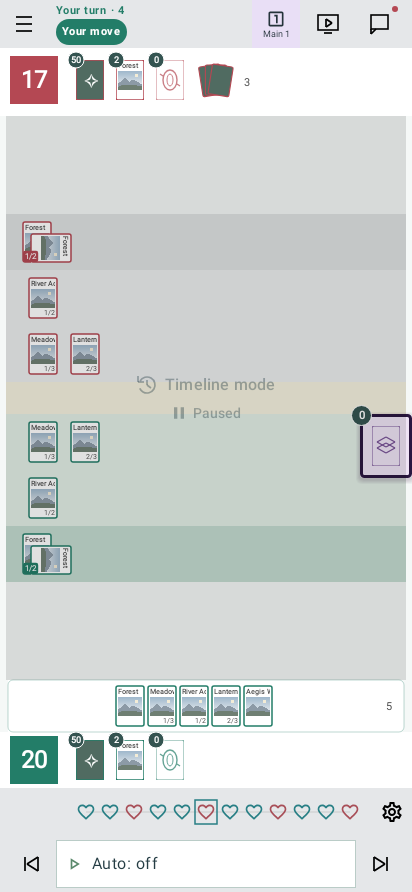 Your turn · 4
Your move
1
Main 1
17
50
2
orest
0
3
Forest
Forest
1/2
River Ac
1/2
Meadow
1/3
Lantern
2/3
Timeline mode
Paused
0
Meadow
1/3
Lantern
2/3
River Ac
1/2
Forest
Forest
1/2
Forest
Meadow
1/3
River Ac
1/2
Lantern
2/3
Aegis
5
20
50
2
orest
0
Auto: off